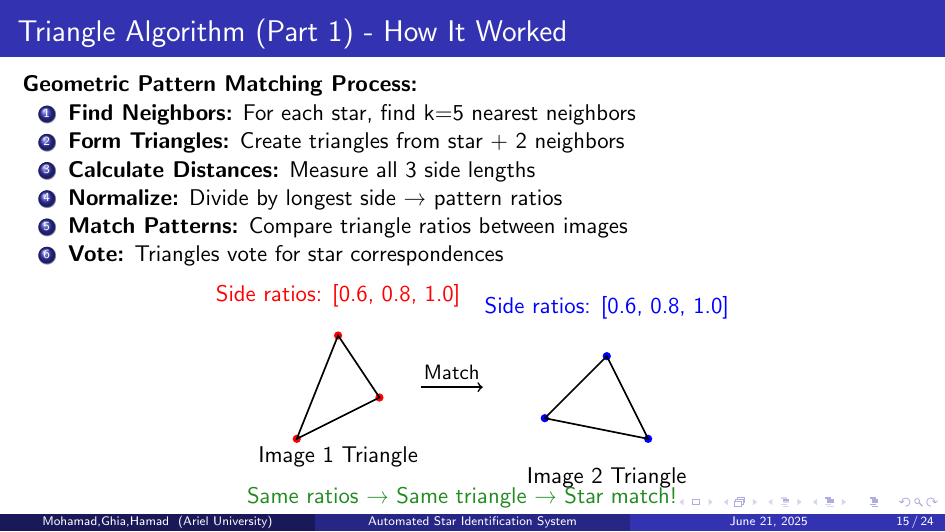 Triangle Algorithm (Part 1) - How It Worked
Geometric Pattern Matching Process:
1 Find Neighbors: For each star, find k=5 nearest neighbors
2 Form Triangles: Create triangles from star + 2 neighbors
3 Calculate Distances: Measure all 3 side lengths
4 Normalize: Divide by longest side → pattern ratios
5 Match Patterns: Compare triangle ratios between images
6 Vote: Triangles vote for star correspondences
Side ratios: [0.6, 0.8, 1.0]
Side ratios: [0.6, 0.8, 1.0]
Match
Image 1 Triangle
Image 2 Triangle
Same ratios → Same triangle → Star match!
Mohamad,Ghia,Hamad (Ariel University) Automated Star Identification System June 21, 2025 15 / 24